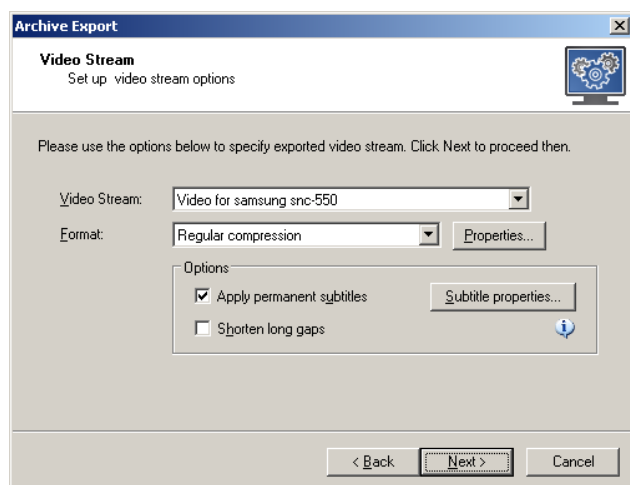 Archive Export
Video Stream
Set up video stream options
Please use the options below to specify exported video stream. Click Next to proceed then.
Video Stream: Video for samsung snc-550
Format: Regular compression Properties...
Options
Apply permanent subtitles Subtitle properties...
Shorten long gaps
< Back Next > Cancel